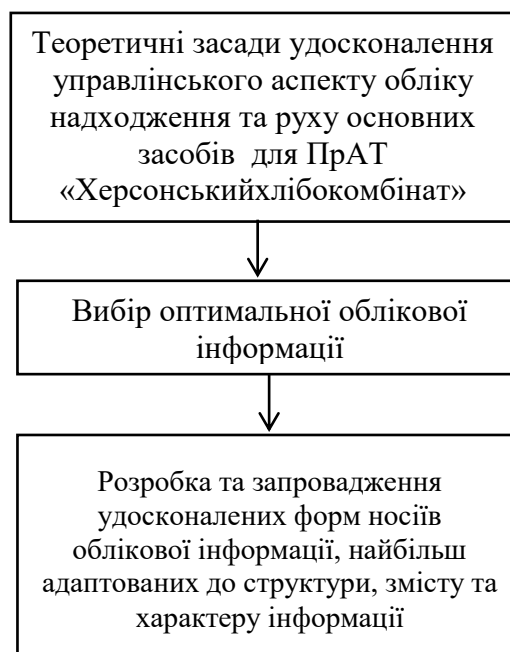 Теоретичні засади удосконалення
управлінського аспекту обліку
надходження та руху основних
засобів для ПрАТ
«Херсонськийхлібокомбінат»
Вибір оптимальної облікової
інформації
Розробка та запровадження
удосконалених форм носіїв
облікової інформації, найбільш
адаптованих до структури, змісту та
характеру інформації